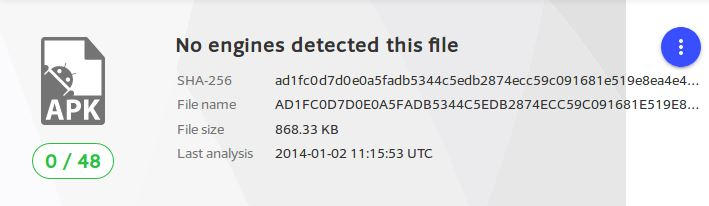 No engines detected this file
SHA-256 ad1fc0d7d0e0a5fadb5344c5edb2874ecc59c091681e519e8ea4e4...
File name AD1FC0D7D0E0A5FADB5344C5EDB2874ECC59C091681E519E8...
File size 868.33 KB
Last analysis 2014-01-02 11:15:53 UTC
APK
0 / 48